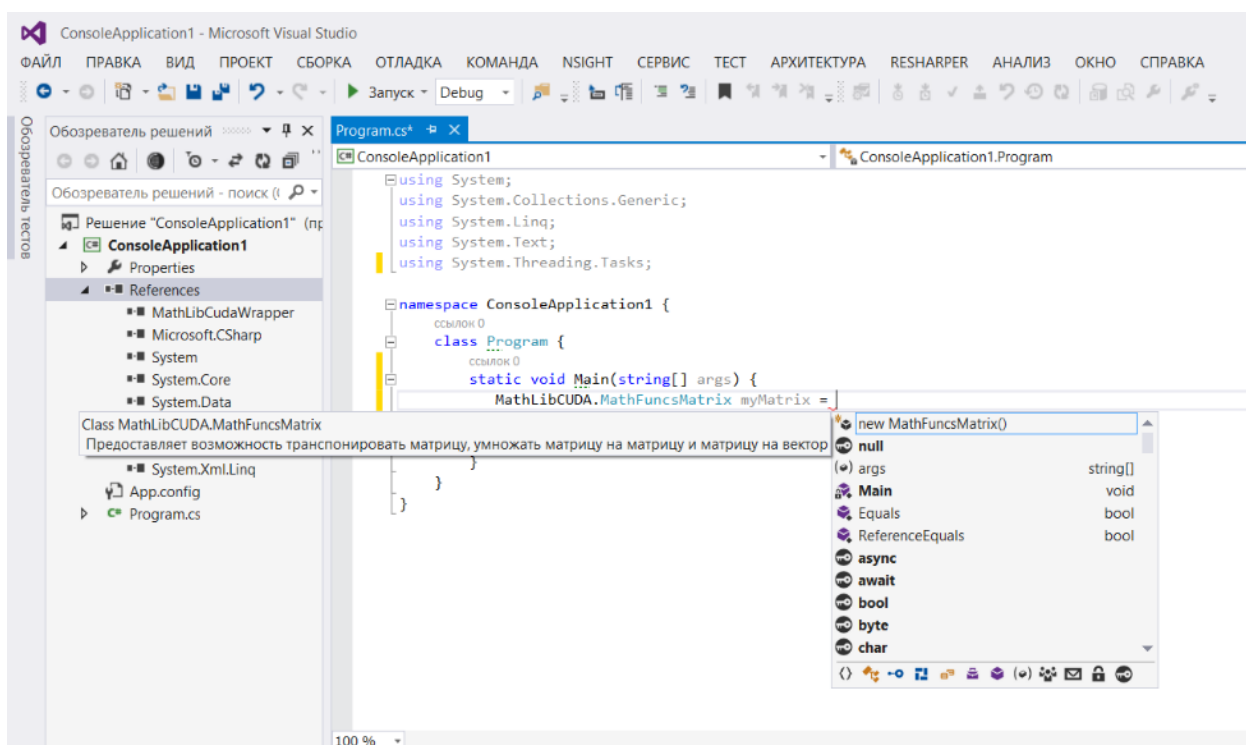 ConsoleApplication1 - Microsoft Visual Studio
ФАЙЛ ПРАВКА ВИД ПРОЕКТ СБОРКА ОТЛАДКА КОМАНДА NSIGHT СЕРВИС ТЕСТ АРХИТЕКТУРА RESHARPER АНАЛИЗ ОКНО СПРАВКА
Запуск Debug
Обозреватель тестов
Обозреватель решений
Обозреватель решений - поиск (
Решение "ConsoleApplication1" (пр
ConsoleApplication1
Properties
References
MathLibCudaWrapper
Microsoft.CSharp
System
System.Core
System.Data
System.Xml.Linq
App.config
Program.cs
Program.cs*
ConsoleApplication1 ConsoleApplication1.Program
using System;
using System.Collections.Generic;
using System.Linq;
using System.Text;
using System.Threading.Tasks;
namespace ConsoleApplication1 {
ссылок 0
class Program {
ссылок 0
static void Main(string[] args) {
MathLibCUDA.MathFuncsMatrix myMatrix =
}
}
}
Class MathLibCUDA.MathFuncsMatrix
Предоставляет возможность транспонировать матрицу, умножать матрицу на матрицу и матрицу на вектор
new MathFuncsMatrix()
null
args string[]
Main void
Equals bool
ReferenceEquals bool
async
await
bool
byte
char
100 %